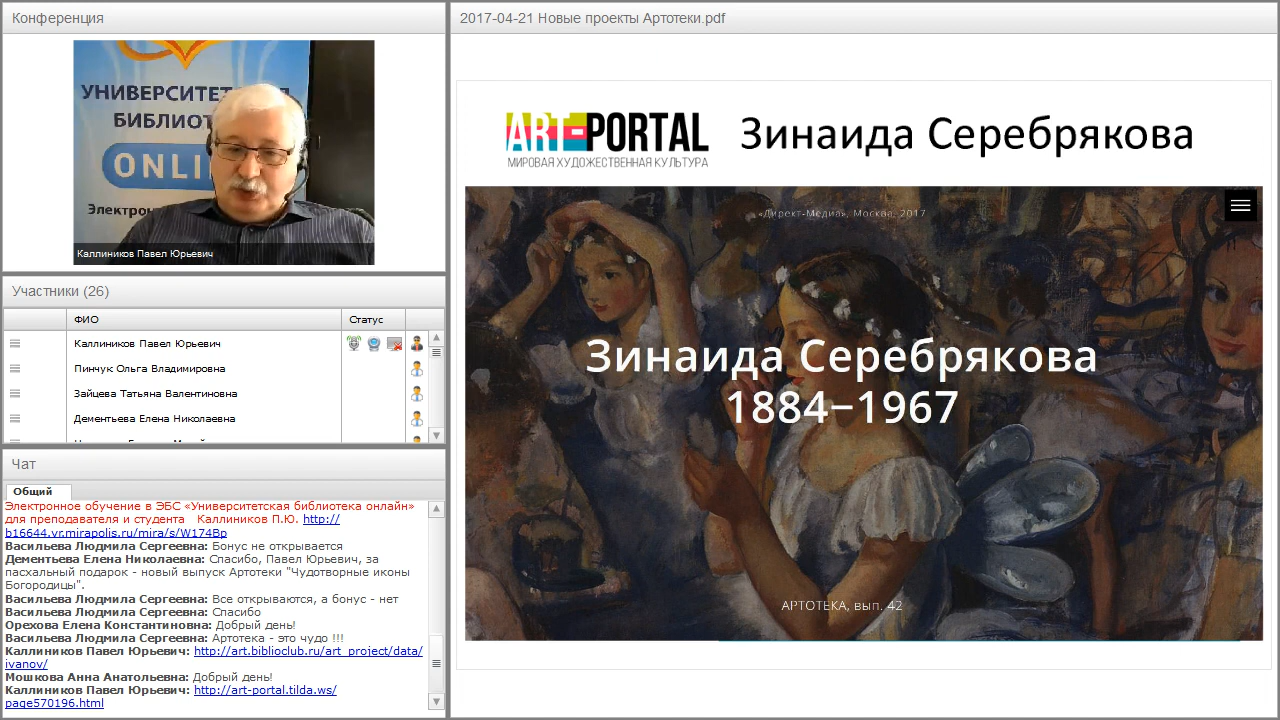 Конференция
УНИВЕРСИТЕТ
БИБЛИОТ
ONLI
Электрон
Каллиников Павел Юрьевич
Участники (26)
ФИО Статус
Каллиников Павел Юрьевич
Пинчук Ольга Владимировна
Зайцева Татьяна Валентиновна
Дементьева Елена Николаевна
Чат
Общий
Электронное обучение в ЭБС «Университетская библиотека онлайн»
для преподавателя и студента Каллиников П.Ю. http://
b16644.vr.mirapolis.ru/mira/s/W174Bp
Васильева Людмила Сергеевна: Бонус не открывается
Дементьева Елена Николаевна: Спасибо, Павел Юрьевич, за
пасхальный подарок - новый выпуск Артотеки "Чудотворные иконы
Богородицы".
Васильева Людмила Сергеевна: Все открываются, а бонус - нет
Васильева Людмила Сергеевна: Спасибо
Орехова Елена Константиновна: Добрый день!
Васильева Людмила Сергеевна: Артотека - это чудо !!!
Каллиников Павел Юрьевич: http://art.biblioclub.ru/art_project/data/
ivanov/
Мошкова Анна Анатольевна: Добрый день!
Каллиников Павел Юрьевич: http://art-portal.tilda.ws/
page570196.html
2017-04-21 Новые проекты Артотеки.pdf
ART-PORTAL
МИРОВАЯ ХУДОЖЕСТВЕННАЯ КУЛЬТУРА
Зинаида Серебрякова
«Директ-Медиа», Москва, 2017
Зинаида Серебрякова
1884–1967
АРТОТЕКА, вып. 42